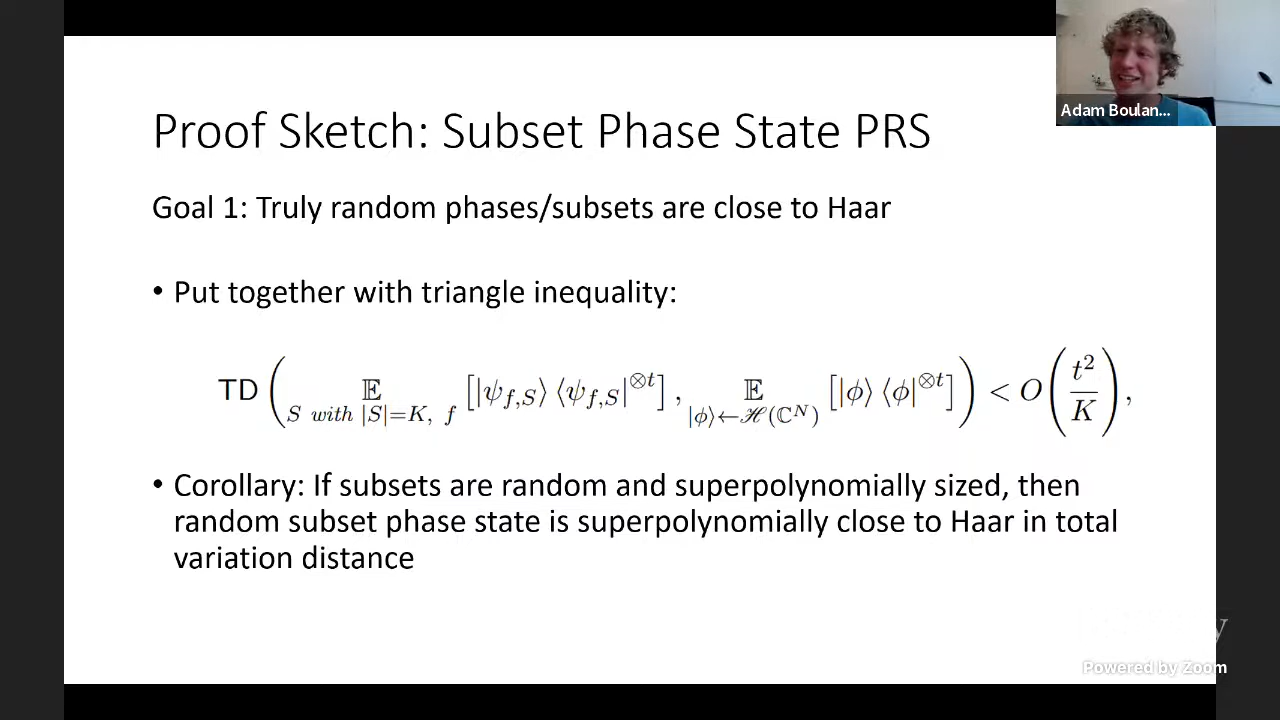 Adam Boulan...
Proof Sketch: Subset Phase State PRS
Goal 1: Truly random phases/subsets are close to Haar
• Put together with triangle inequality:
TD ( 𝔼_{S with |S|=K, f} [|ψ_{f,S}⟩ ⟨ψ_{f,S}|^{⊗t}], 𝔼_{|ϕ⟩←ℋ(ℂ^N)} [|ϕ⟩ ⟨ϕ|^{⊗t}] ) < O(t²/K),
• Corollary: If subsets are random and superpolynomially sized, then
random subset phase state is superpolynomially close to Haar in total
variation distance
Powered by Zoom